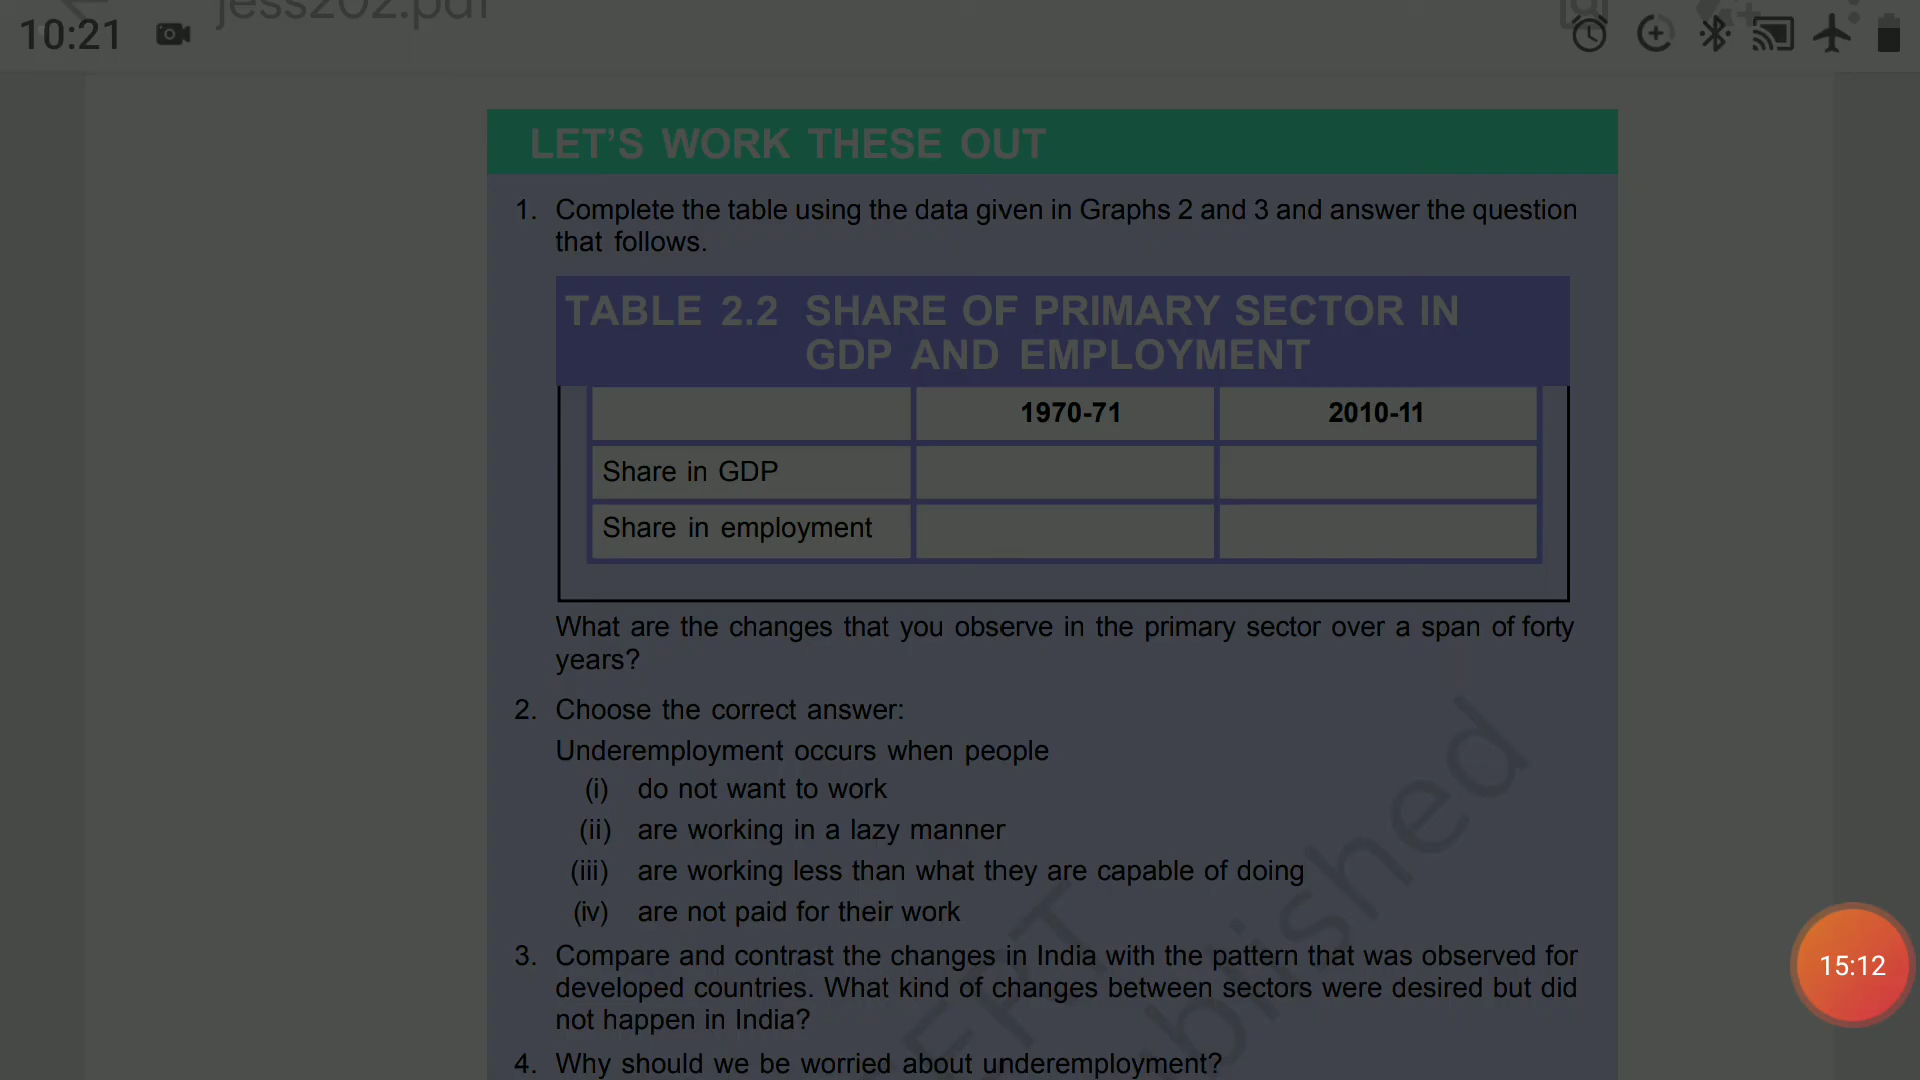 jess202.pdf
10:21
LET’S WORK THESE OUT
1. Complete the table using the data given in Graphs 2 and 3 and answer the question
that follows.
TABLE 2.2 SHARE OF PRIMARY SECTOR IN
GDP AND EMPLOYMENT
1970-71 2010-11
Share in GDP
Share in employment
What are the changes that you observe in the primary sector over a span of forty
years?
2. Choose the correct answer:
Underemployment occurs when people
(i) do not want to work
(ii) are working in a lazy manner
(iii) are working less than what they are capable of doing
(iv) are not paid for their work
15:12
3. Compare and contrast the changes in India with the pattern that was observed for
developed countries. What kind of changes between sectors were desired but did
not happen in India?
4. Why should we be worried about underemployment?